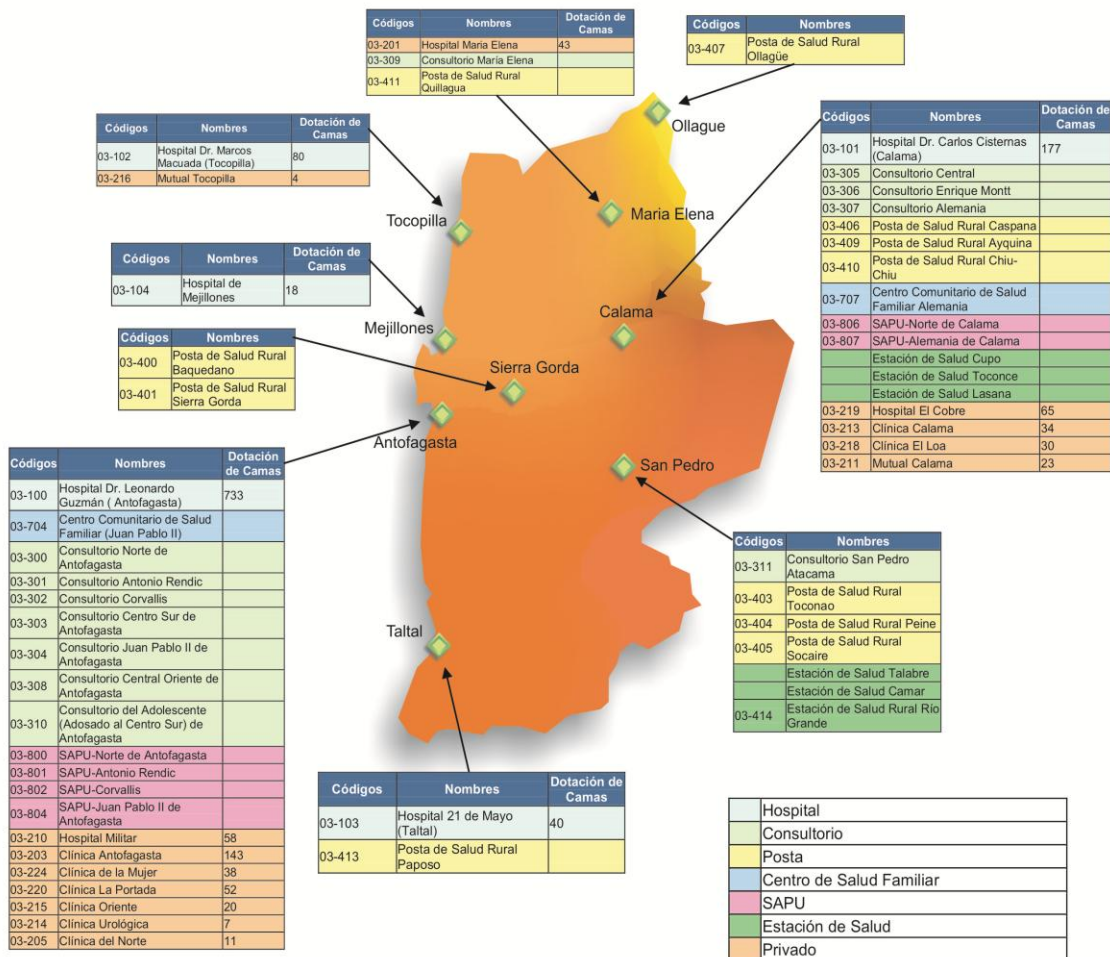 Códigos Nombres Dotación de Camas
03-201 Hospital Maria Elena 43
03-309 Consultorio María Elena
03-411 Posta de Salud Rural Quillagua
Códigos Nombres
03-407 Posta de Salud Rural Ollagüe
Códigos Nombres Dotación de Camas
03-102 Hospital Dr. Marcos Macuada (Tocopilla) 80
03-216 Mutual Tocopilla 4
Códigos Nombres Dotación de Camas
03-101 Hospital Dr. Carlos Cisternas (Calama) 177
03-305 Consultorio Central
03-306 Consultorio Enrique Montt
03-307 Consultorio Alemania
03-406 Posta de Salud Rural Caspana
03-409 Posta de Salud Rural Ayquina
03-410 Posta de Salud Rural Chiu-Chiu
03-707 Centro Comunitario de Salud Familiar Alemania
03-806 SAPU-Norte de Calama
03-807 SAPU-Alemania de Calama
Estación de Salud Cupo
Estación de Salud Toconce
Estación de Salud Lasana
03-219 Hospital El Cobre 65
03-213 Clínica Calama 34
03-218 Clínica El Loa 30
03-211 Mutual Calama 23
Códigos Nombres Dotación de Camas
03-104 Hospital de Mejillones 18
Códigos Nombres
03-400 Posta de Salud Rural Baquedano
03-401 Posta de Salud Rural Sierra Gorda
Ollague
Maria Elena
Tocopilla
Calama
Mejillones
Sierra Gorda
Antofagasta
San Pedro
Taltal
Códigos Nombres Dotación de Camas
03-100 Hospital Dr. Leonardo Guzmán ( Antofagasta) 733
03-704 Centro Comunitario de Salud Familiar (Juan Pablo II)
03-300 Consultorio Norte de Antofagasta
03-301 Consultorio Antonio Rendic
03-302 Consultorio Corvallis
03-303 Consultorio Centro Sur de Antofagasta
03-304 Consultorio Juan Pablo II de Antofagasta
03-308 Consultorio Central Oriente de Antofagasta
03-310 Consultorio del Adolescente (Adosado al Centro Sur) de Antofagasta
03-800 SAPU-Norte de Antofagasta
03-801 SAPU-Antonio Rendic
03-802 SAPU-Corvallis
03-804 SAPU-Juan Pablo II de Antofagasta
03-210 Hospital Militar 58
03-203 Clínica Antofagasta 143
03-224 Clínica de la Mujer 38
03-220 Clínica La Portada 52
03-215 Clínica Oriente 20
03-214 Clínica Urológica 7
03-205 Clínica del Norte 11
Códigos Nombres
03-311 Consultorio San Pedro Atacama
03-403 Posta de Salud Rural Toconao
03-404 Posta de Salud Rural Peine
03-405 Posta de Salud Rural Socaire
Estación de Salud Talabre
Estación de Salud Camar
03-414 Estación de Salud Rural Río Grande
Códigos Nombres Dotación de Camas
03-103 Hospital 21 de Mayo (Taltal) 40
03-413 Posta de Salud Rural Paposo
Hospital
Consultorio
Posta
Centro de Salud Familiar
SAPU
Estación de Salud
Privado